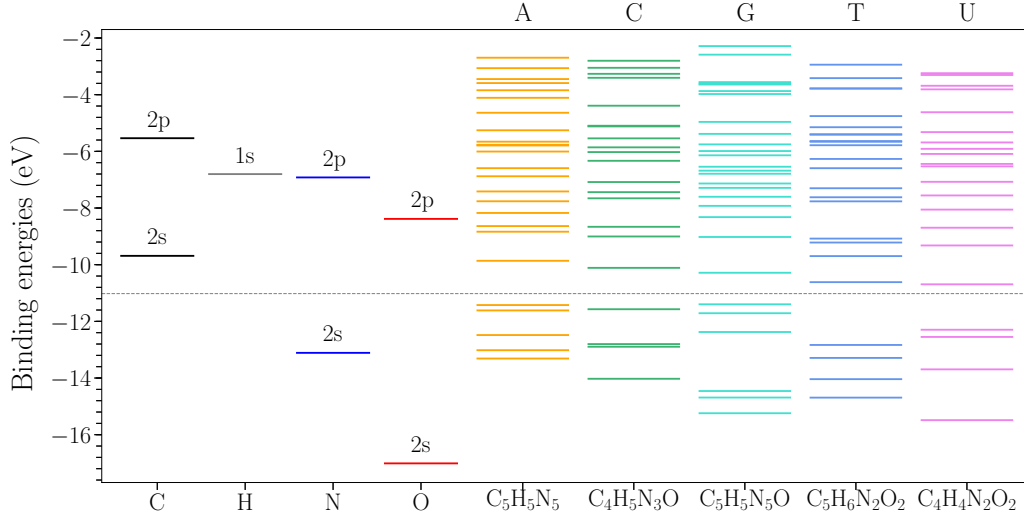 A C G T U
Binding energies (eV)
−2
−4
−6
−8
−10
−12
−14
−16
2p
1s
2p
2p
2s
2s
2s
C H N O C₅H₅N₅ C₄H₅N₃O C₅H₅N₅O C₅H₆N₂O₂ C₄H₄N₂O₂